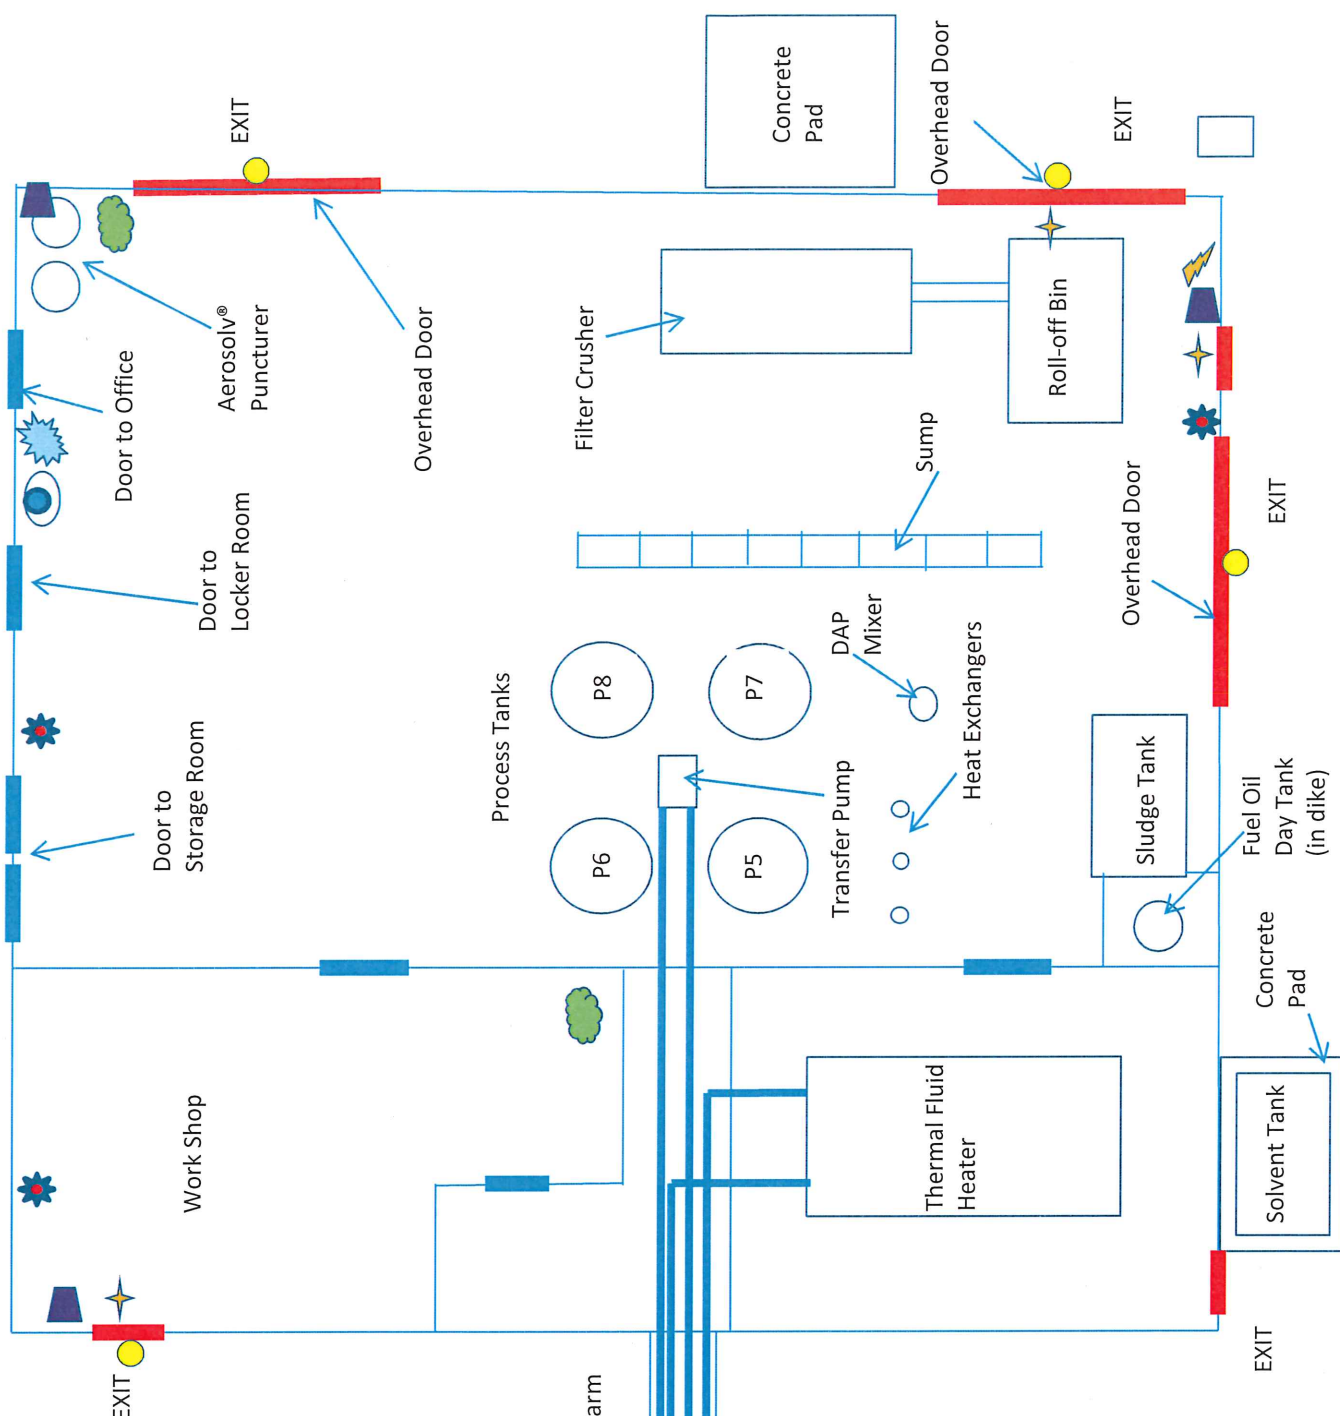 EXIT
Concrete
Pad
Overhead Door
EXIT
Aerosolv®
Puncturer
Door to Office
Overhead Door
Filter Crusher
Roll-off Bin
Sump
Door to
Locker Room
Overhead Door
EXIT
Door to
Storage Room
Process Tanks
P8
P7
P6
P5
DAP
Mixer
Heat Exchangers
Transfer Pump
Sludge Tank
Fuel Oil
Day Tank
(in dike)
Concrete
Pad
Work Shop
Thermal Fluid
Heater
Solvent Tank
EXIT
EXIT
arm